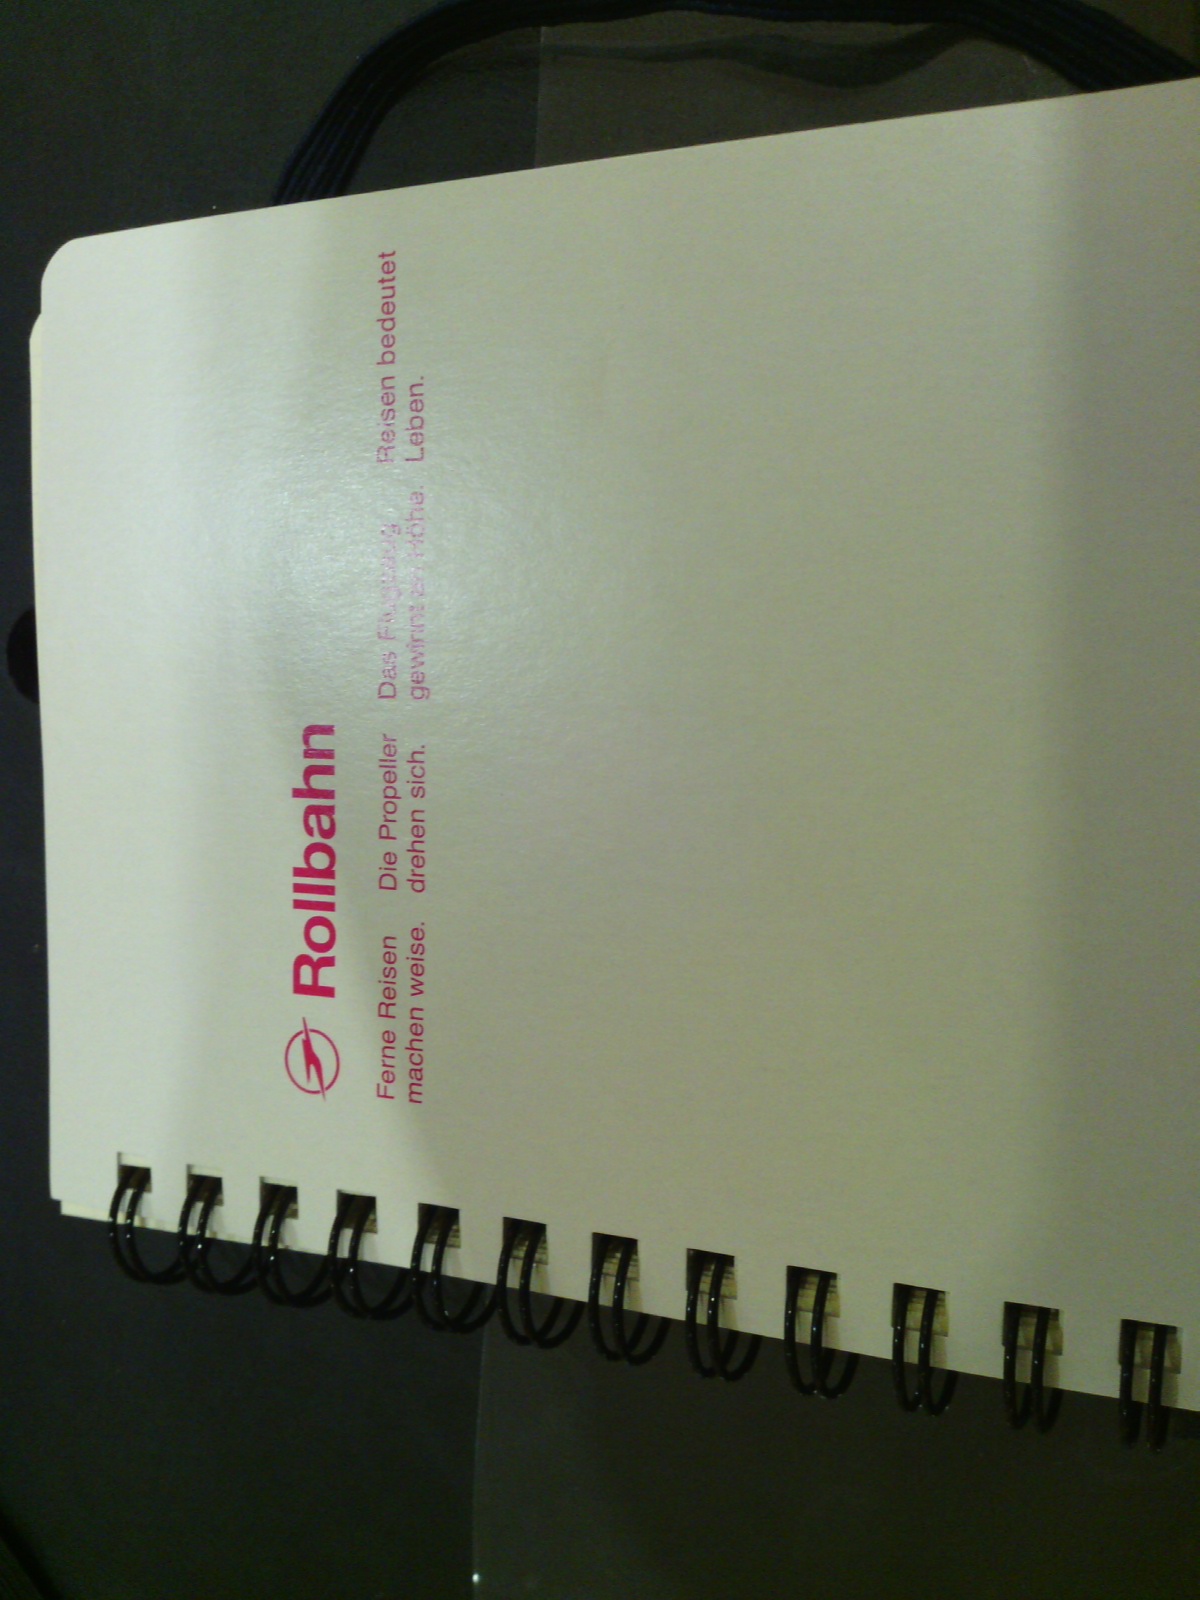 Rollbahn
Ferne Reisen
machen weise.
Die Propeller
drehen sich.
Das Flugzeug
gewinnt an Höhe.
Reisen bedeutet
Leben.